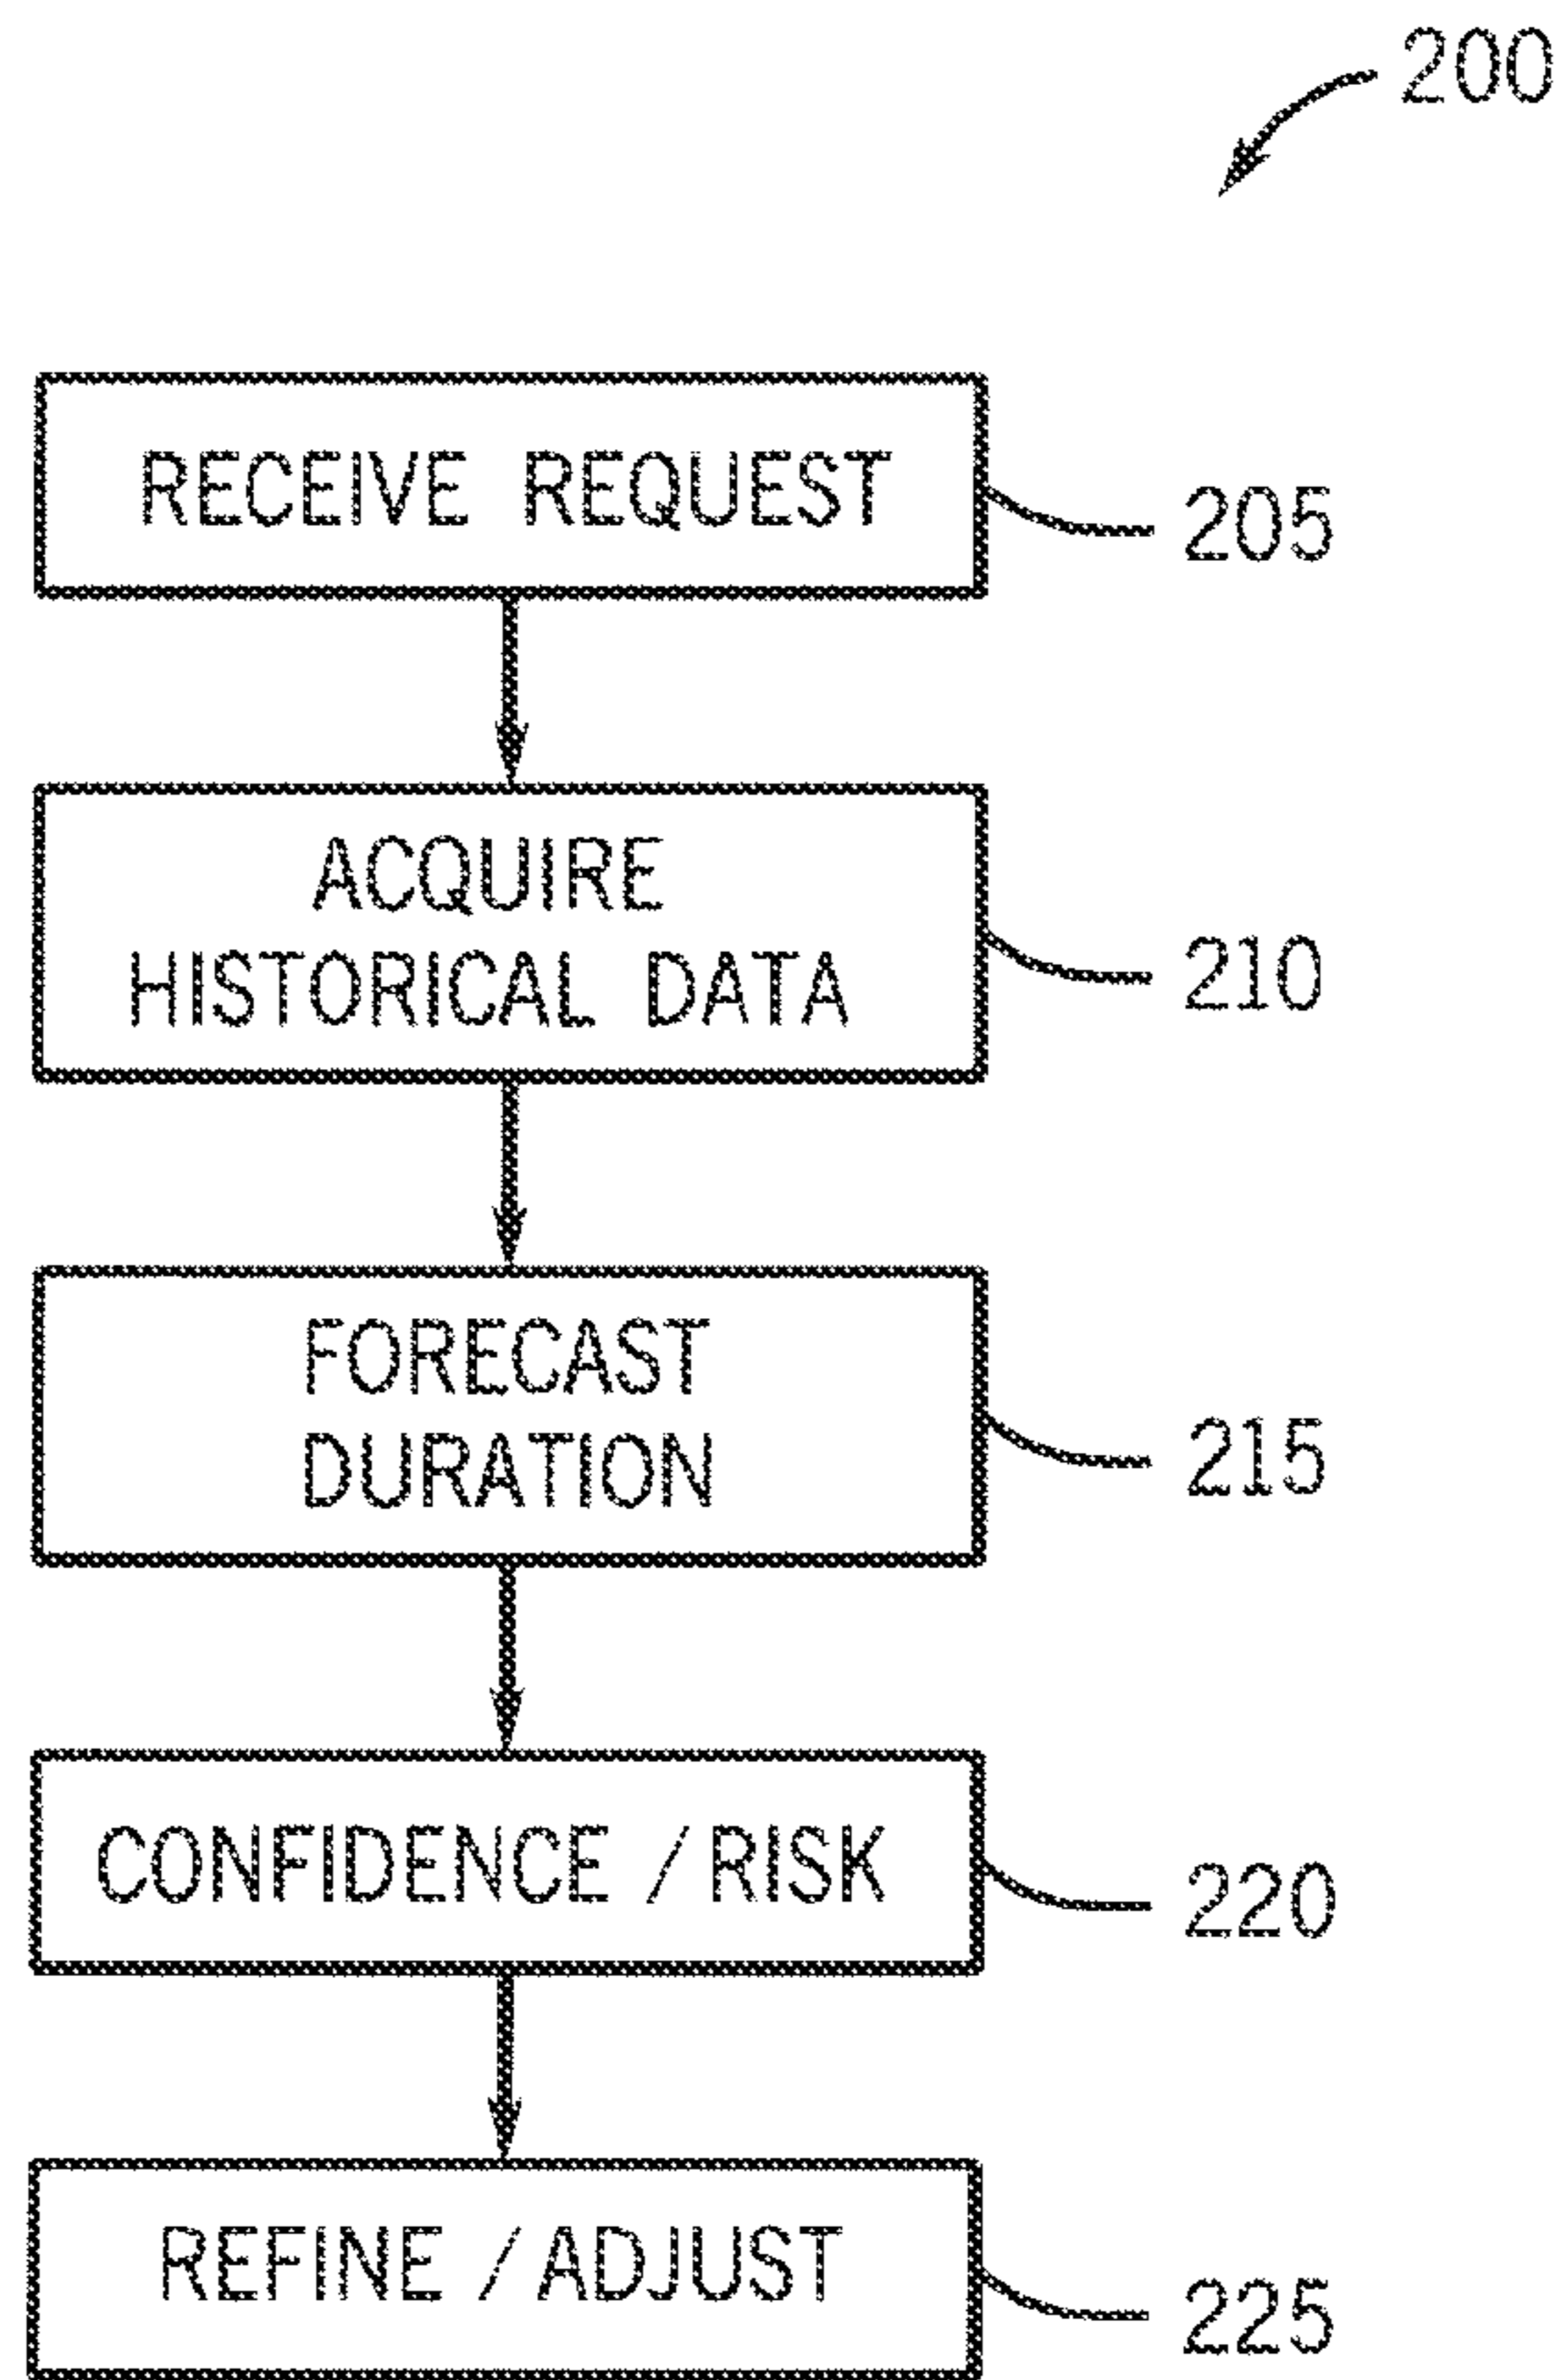 200
RECEIVE REQUEST
205
ACQUIRE
HISTORICAL DATA
210
FORECAST
DURATION
215
CONFIDENCE / RISK
220
REFINE / ADJUST
225